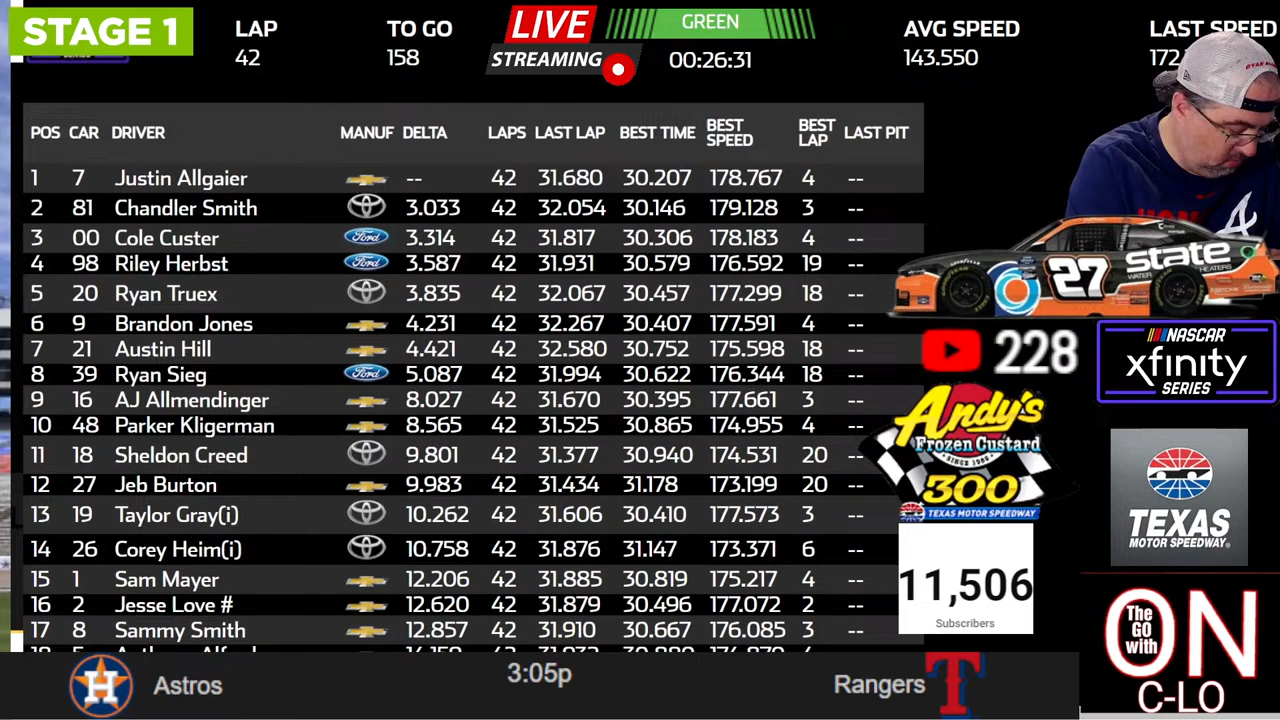 STAGE 1
LAP
42
TO GO
158
LIVE
STREAMING
GREEN
00:26:31
AVG SPEED
143.550
LAST SPEED
172
POS CAR DRIVER MANUF DELTA LAPS LAST LAP BEST TIME BEST SPEED BEST LAP LAST PIT
1 7 Justin Allgaier -- 42 31.680 30.207 178.767 4 --
2 81 Chandler Smith 3.033 42 32.054 30.146 179.128 3 --
3 00 Cole Custer Ford 3.314 42 31.817 30.306 178.183 4 --
4 98 Riley Herbst Ford 3.587 42 31.931 30.579 176.592 19 --
5 20 Ryan Truex 3.835 42 32.067 30.457 177.299 18 --
6 9 Brandon Jones 4.231 42 32.267 30.407 177.591 4 --
7 21 Austin Hill 4.421 42 32.580 30.752 175.598 18 --
8 39 Ryan Sieg Ford 5.087 42 31.994 30.622 176.344 18 --
9 16 AJ Allmendinger 8.027 42 31.670 30.395 177.661 3 --
10 48 Parker Kligerman 8.565 42 31.525 30.865 174.955 4 --
11 18 Sheldon Creed 9.801 42 31.377 30.940 174.531 20 --
12 27 Jeb Burton 9.983 42 31.434 31.178 173.199 20 --
13 19 Taylor Gray(i) 10.262 42 31.606 30.410 177.573 3 --
14 26 Corey Heim(i) 10.758 42 31.876 31.147 173.371 6 --
15 1 Sam Mayer 12.206 42 31.885 30.819 175.217 4 --
16 2 Jesse Love # 12.620 42 31.879 30.496 177.072 2 --
17 8 Sammy Smith 12.857 42 31.910 30.667 176.085 3 --
state
WATER HEATERS
27
228
NASCAR
xfinity
SERIES
Andy's
Frozen Custard
SINCE 1986
300
TEXAS MOTOR SPEEDWAY
TEXAS
MOTOR SPEEDWAY
11,506
Subscribers
The GO with ON
C-LO
H Astros
3:05p
Rangers T